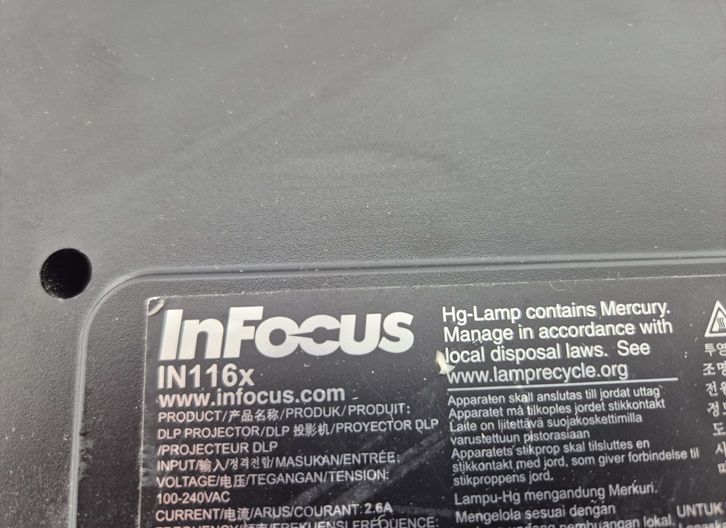 InFocus
IN116x
www.infocus.com
PRODUCT/产品名称/PRODUK/PRODUIT:
DLP PROJECTOR/DLP 投影机/PROYECTOR DLP
/PROJECTEUR DLP
INPUT/输入/정격전압/MASUKAN/ENTRÉE:
VOLTAGE/电压/TEGANGAN/TENSION:
100-240VAC
CURRENT/电流/ARUS/COURANT:2.6A
Hg-Lamp contains Mercury.
Manage in accordance with
local disposal laws. See
www.lamprecycle.org
Apparaten skall anslutas till jordat uttag
Apparatet må tilkoples jordet stikkontakt
Laite on liitettävä suojakoskettimilla
varustettuun pistorasiaan
Apparatets stikprop skal tilsluttes en
stikkontakt med jord, som giver forbindelse til
stikproppens jord.
Lampu-Hg mengandung Merkuri.
Mengelola sesuai dengan
pembuangan lokal. UNTUK